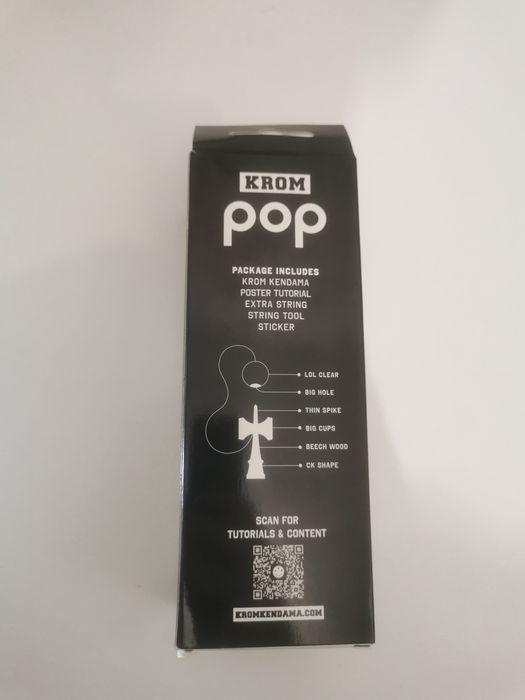 KROM
pop
PACKAGE INCLUDES
KROM KENDAMA
POSTER TUTORIAL
EXTRA STRING
STRING TOOL
STICKER
LOL CLEAR
BIG HOLE
THIN SPIKE
BIG CUPS
BEECH WOOD
CK SHAPE
SCAN FOR
TUTORIALS & CONTENT
KROMKENDAMA.COM